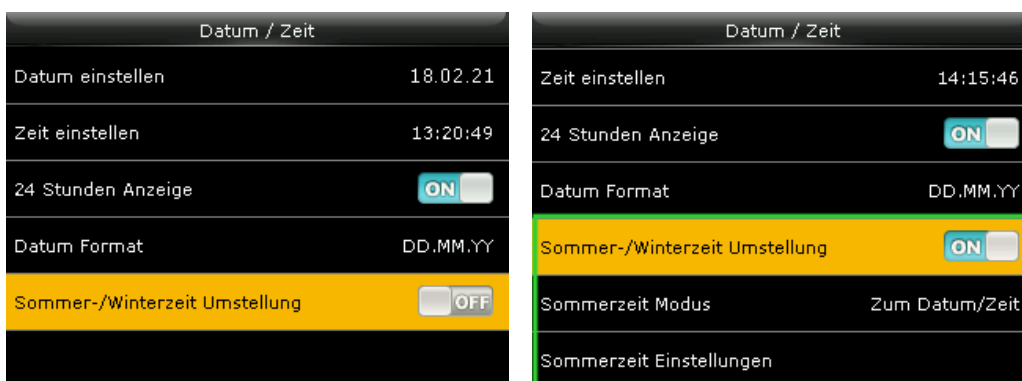 Datum / Zeit
Datum einstellen 18.02.21
Zeit einstellen 13:20:49
24 Stunden Anzeige ON
Datum Format DD.MM.YY
Sommer-/Winterzeit Umstellung OFF
Datum / Zeit
Zeit einstellen 14:15:46
24 Stunden Anzeige ON
Datum Format DD.MM.YY
Sommer-/Winterzeit Umstellung ON
Sommerzeit Modus Zum Datum/Zeit
Sommerzeit Einstellungen